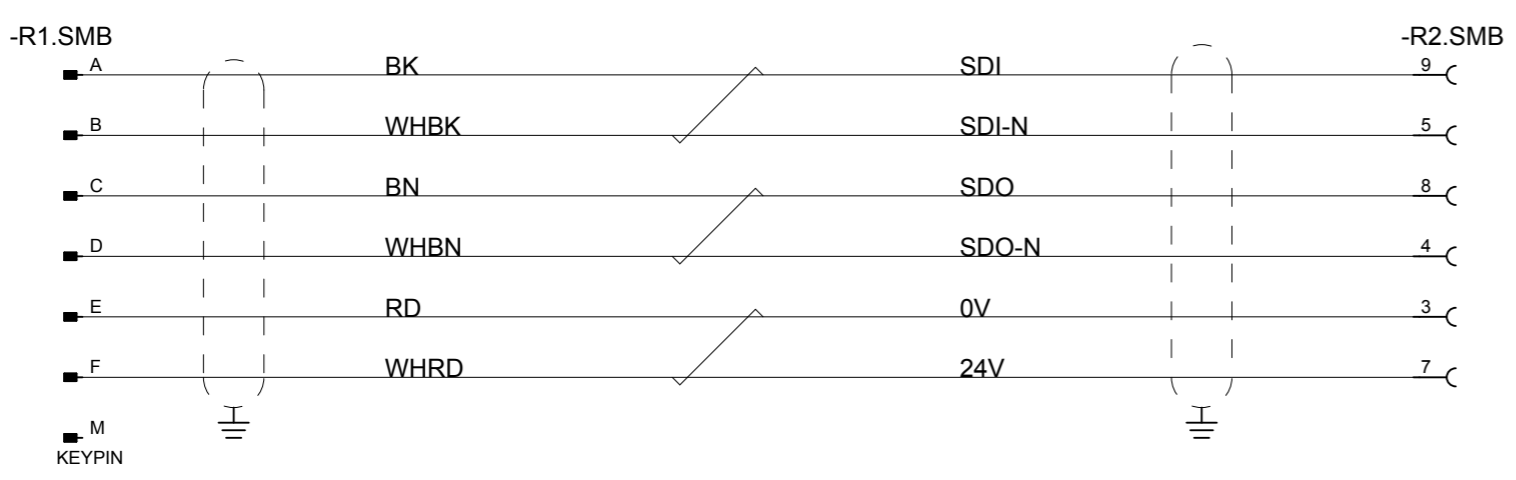 -R1.SMB -R2.SMB
A BK SDI 9
B WHBK SDI-N 5
C BN SDO 8
D WHBN SDO-N 4
E RD 0V 3
F WHRD 24V 7
M
KEYPIN